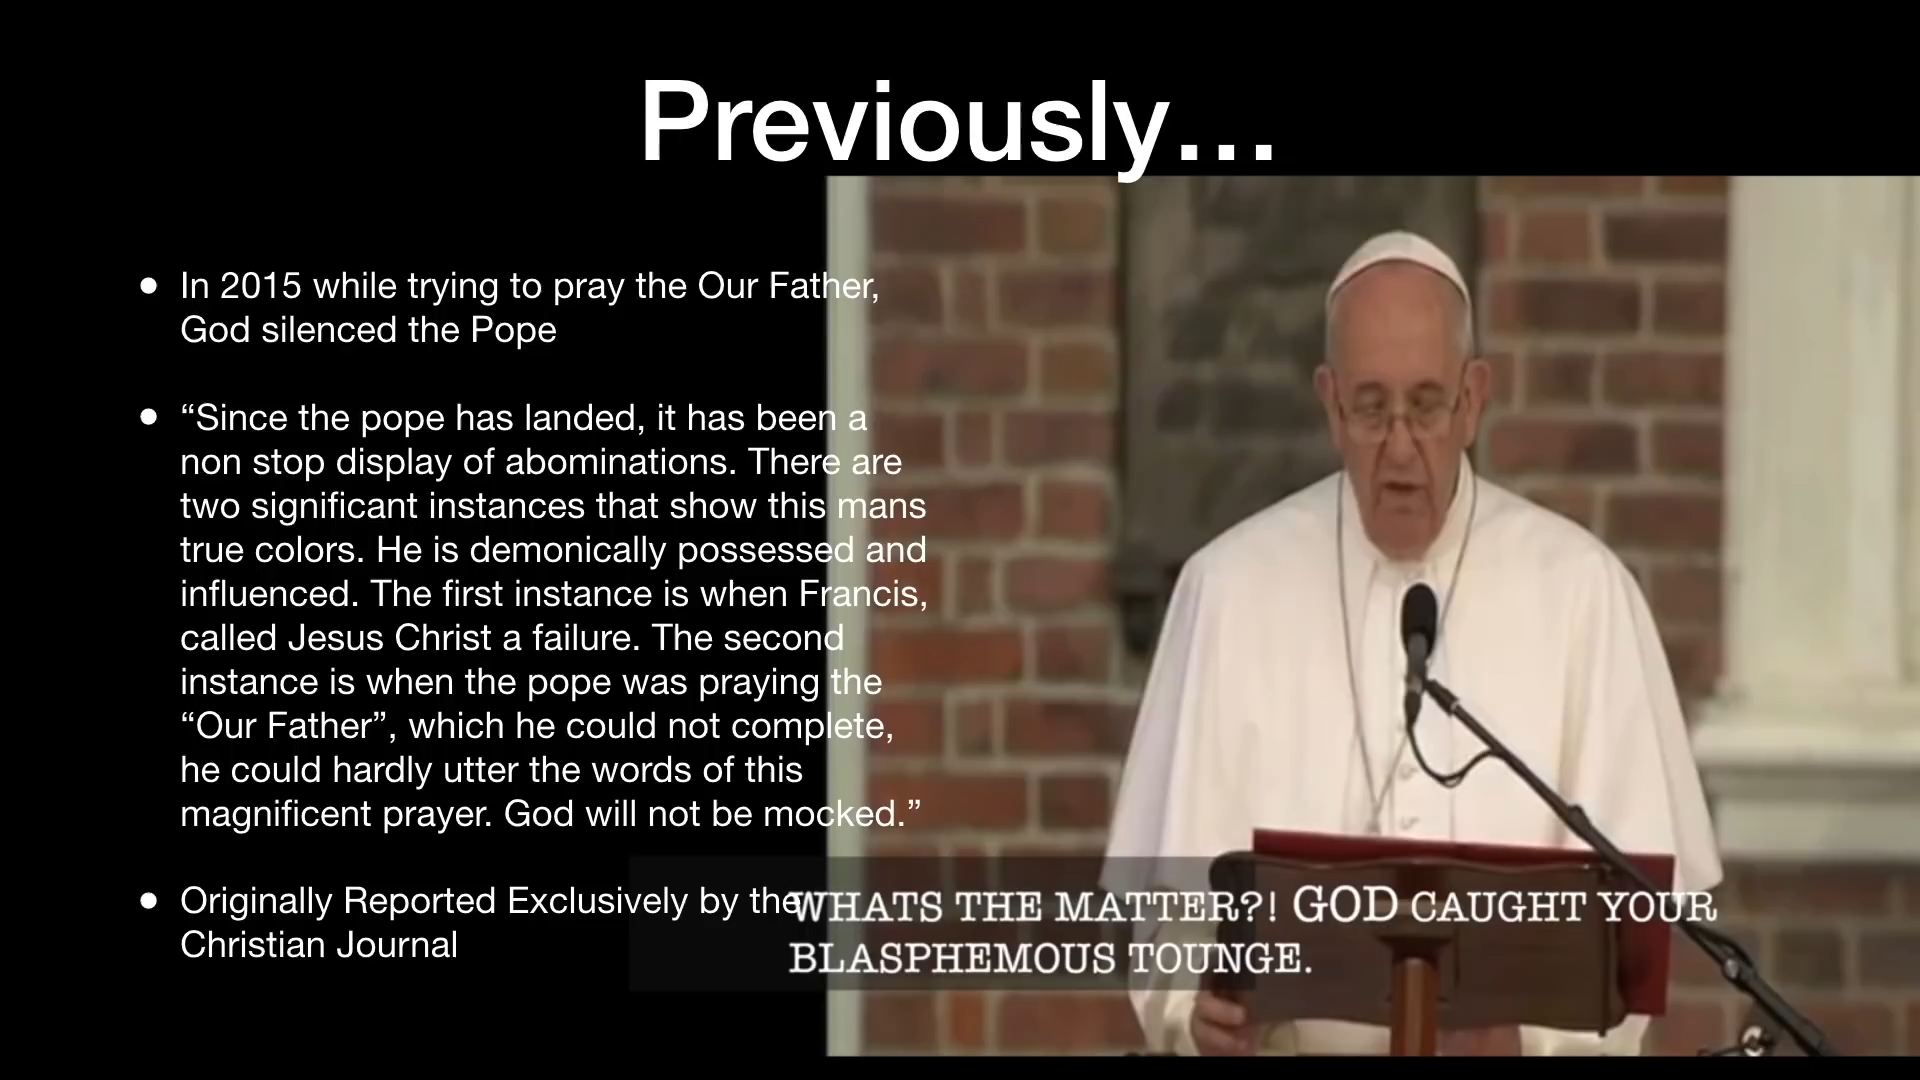 Previously...
• In 2015 while trying to pray the Our Father,
God silenced the Pope
• “Since the pope has landed, it has been a
non stop display of abominations. There are
two significant instances that show this mans
true colors. He is demonically possessed and
influenced. The first instance is when Francis,
called Jesus Christ a failure. The second
instance is when the pope was praying the
“Our Father”, which he could not complete,
he could hardly utter the words of this
magnificent prayer. God will not be mocked.”
• Originally Reported Exclusively by the
Christian Journal
WHATS THE MATTER?! GOD CAUGHT YOUR
BLASPHEMOUS TOUNGE.